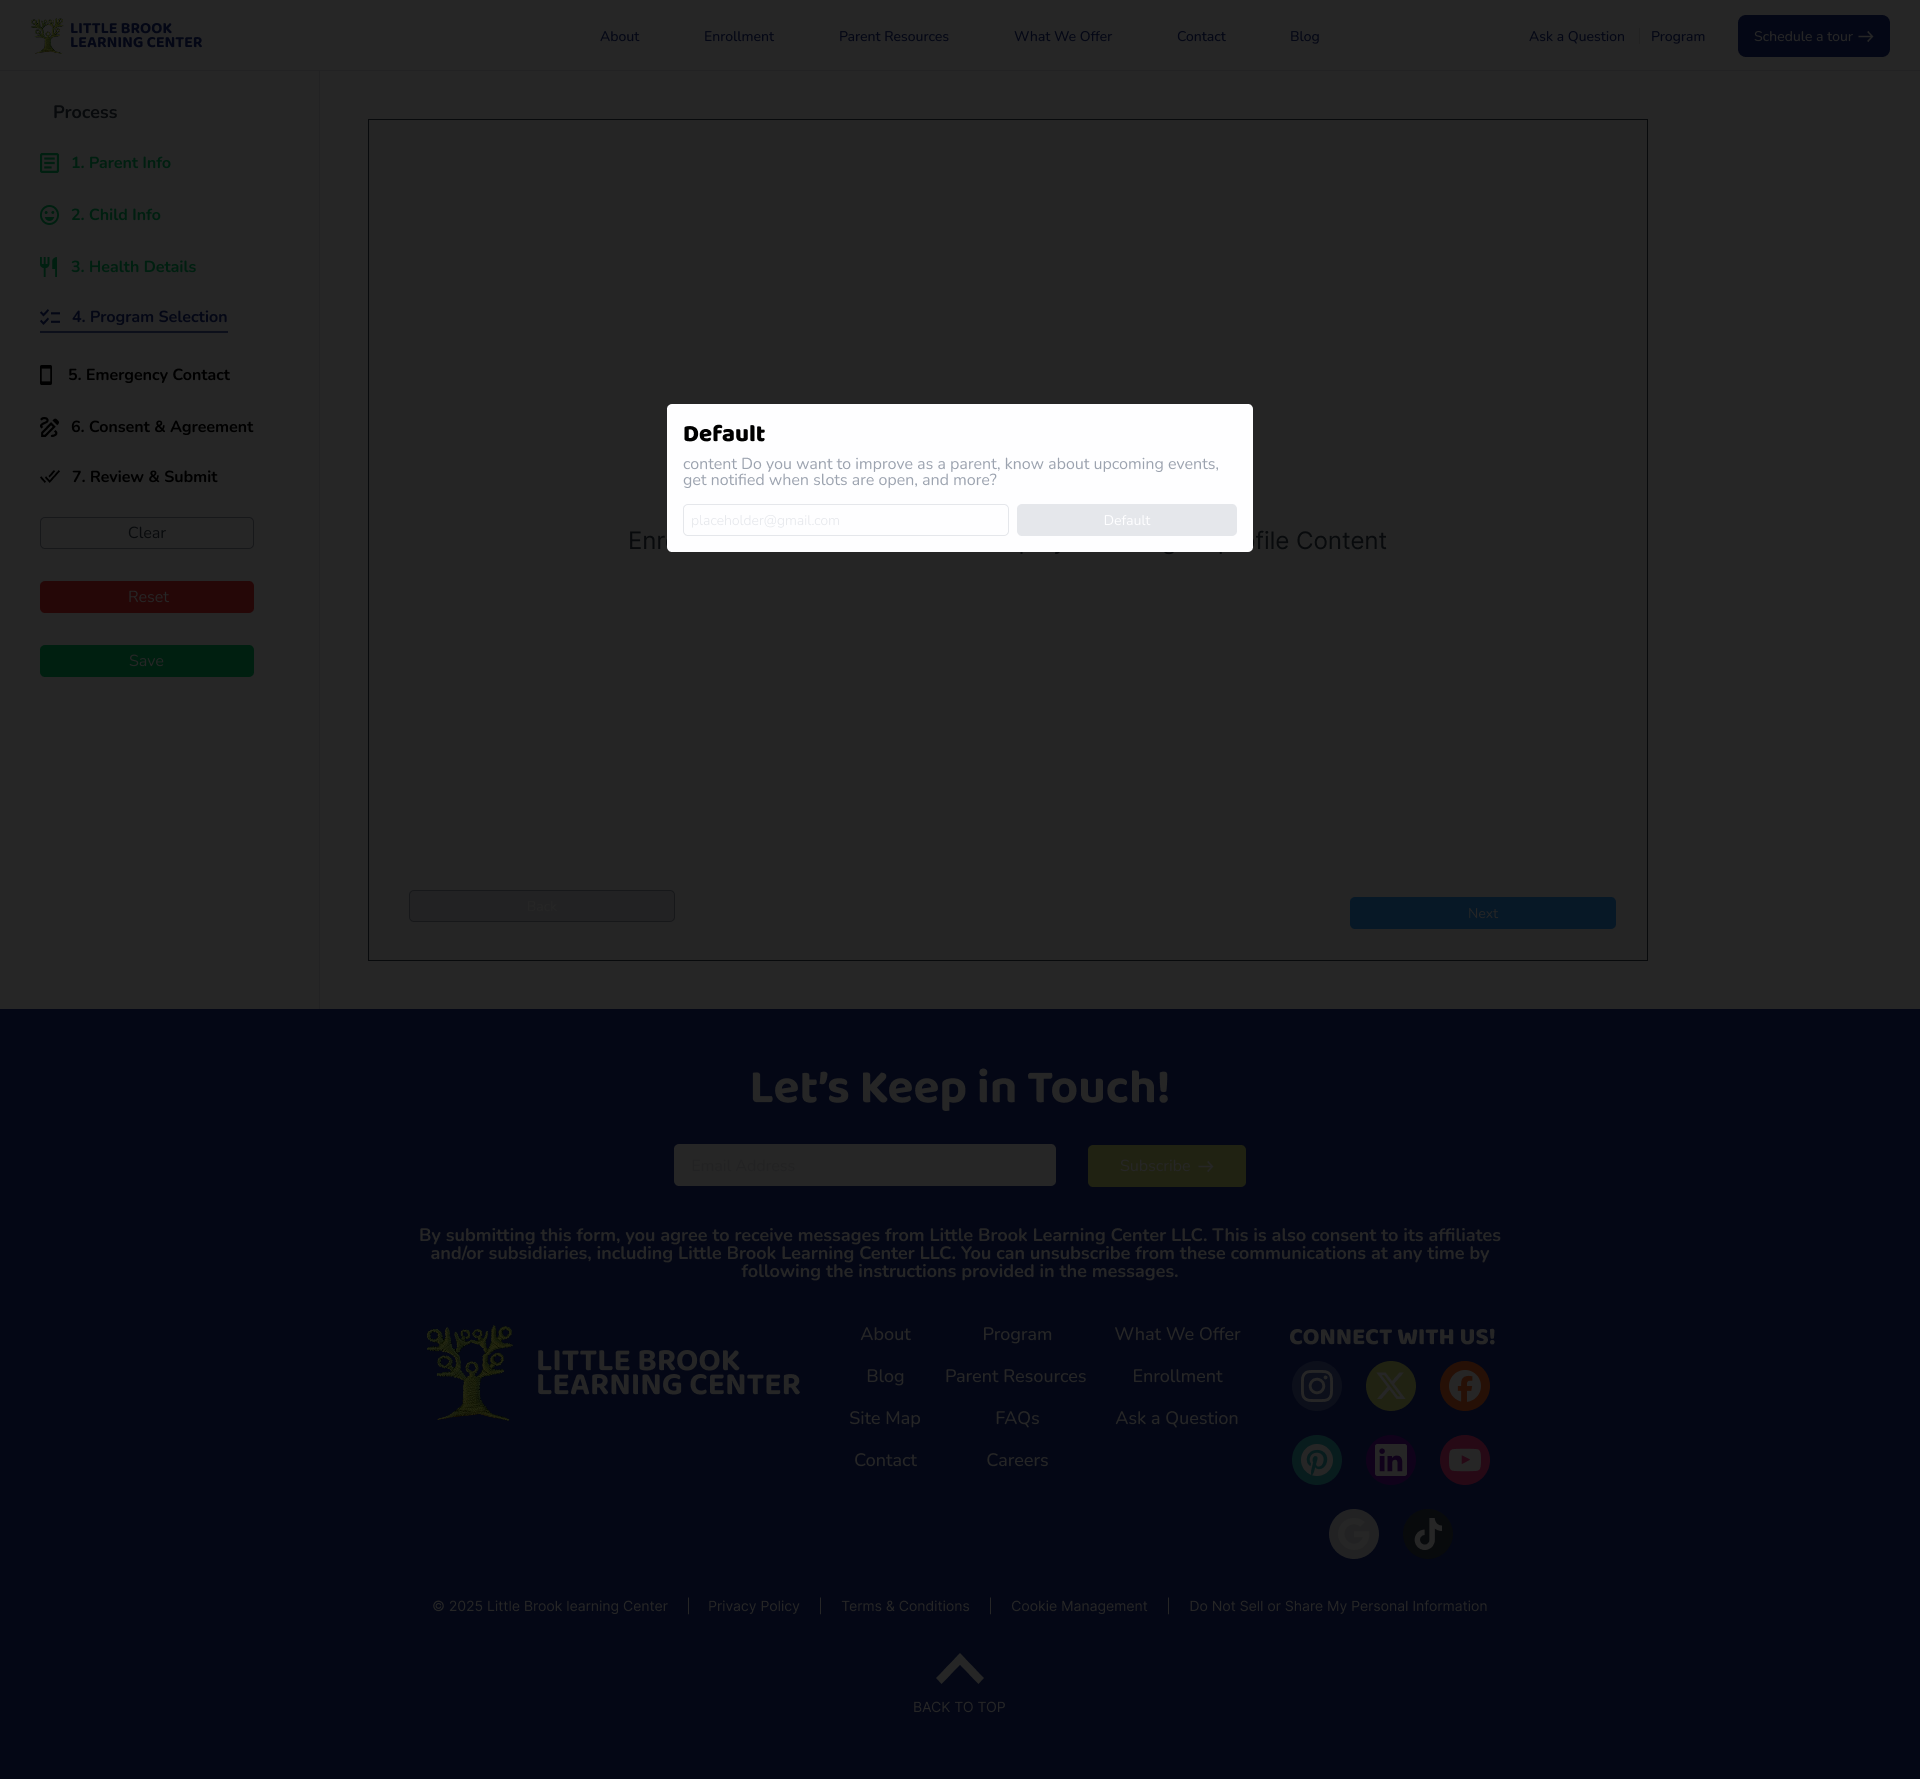 LITTLE BROOK
LEARNING CENTER
About
Enrollment
Parent Resources
What We Offer
Contact
Blog
Ask a Question
Program
Schedule a tour
Process
1. Parent Info
2. Child Info
3. Health Details
4. Program Selection
5. Emergency Contact
6. Consent & Agreement
7. Review & Submit
Clear
Reset
Save
Default
content Do you want to improve as a parent, know about upcoming events,
get notified when slots are open, and more?
placeholder@gmail.com
Default
Content
Next
Let's Keep in Touch!
Email Address
Subscribe
By submitting this form, you agree to receive messages from Little Brook Learning Center LLC. This is also consent to its affiliates
and/or subsidiaries, including Little Brook Learning Center LLC. You can unsubscribe from these communications at any time by
following the instructions provided in the messages.
LITTLE BROOK
LEARNING CENTER
About
Program
What We Offer
Blog
Parent Resources
Enrollment
Site Map
FAQs
Ask a Question
Contact
Careers
CONNECT WITH US!
© 2025 Little Brook learning Center
Privacy Policy
Terms & Conditions
Cookie Management
Do Not Sell or Share My Personal Information
BACK TO TOP